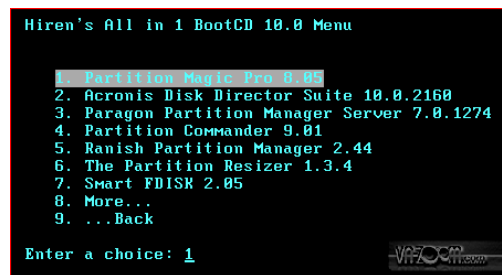 Hiren's All in 1 BootCD 10.0 Menu
1. Partition Magic Pro 8.05
2. Acronis Disk Director Suite 10.0.2160
3. Paragon Partition Manager Server 7.0.1274
4. Partition Commander 9.01
5. Ranish Partition Manager 2.44
6. The Partition Resizer 1.3.4
7. Smart FDISK 2.05
8. More...
9. ...Back
Enter a choice: 1